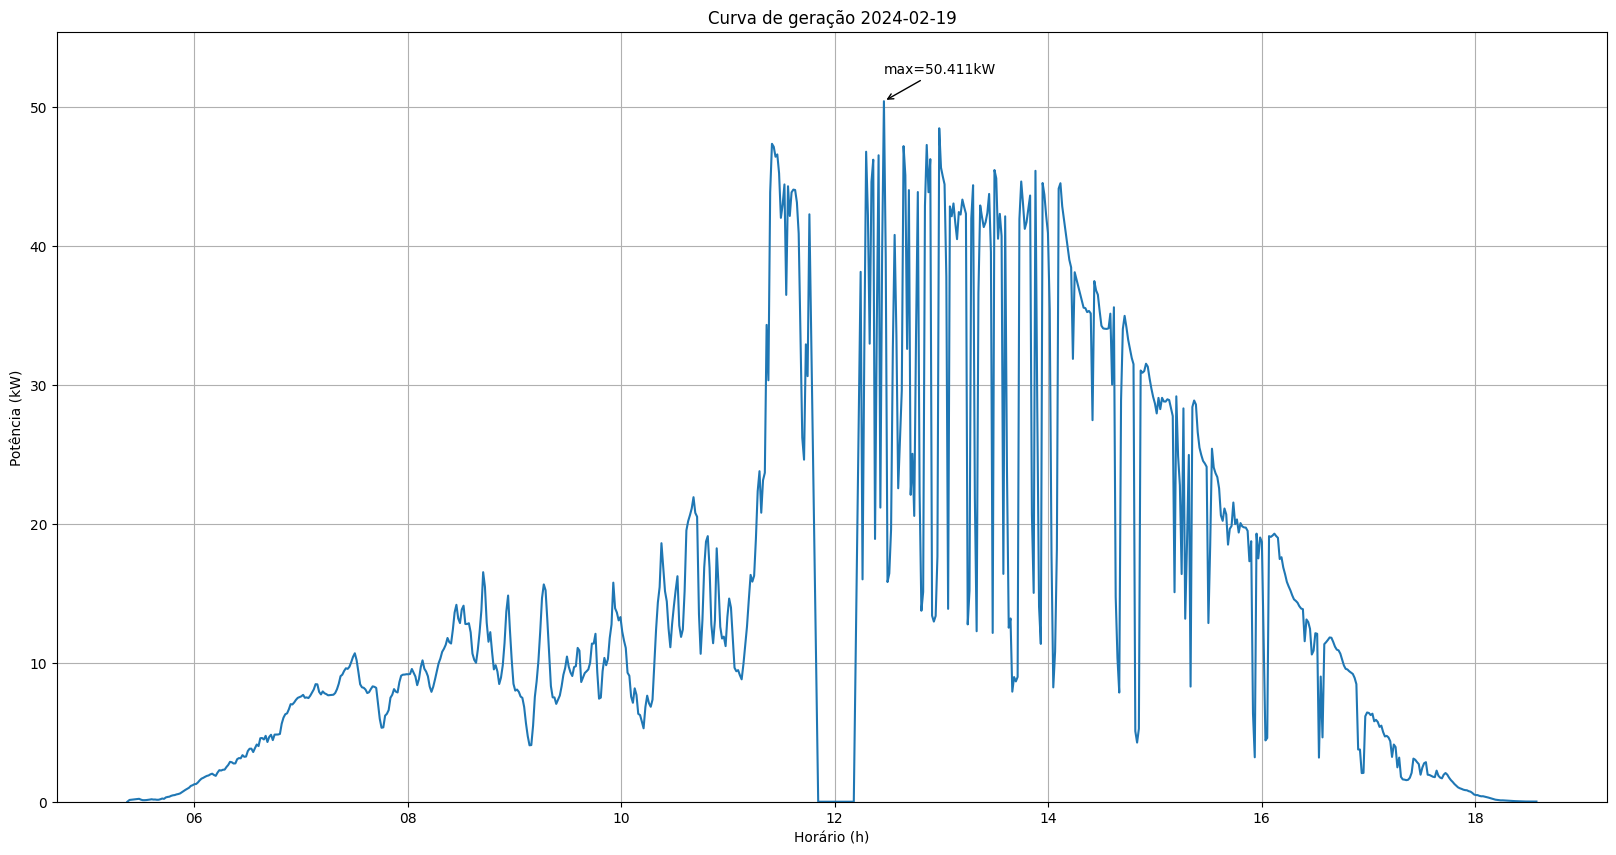 Curva de geração 2024-02-19
max=50.411kW
50
40
30
20
10
0
Potência (kW)
06 08 10 12 14 16 18
Horário (h)